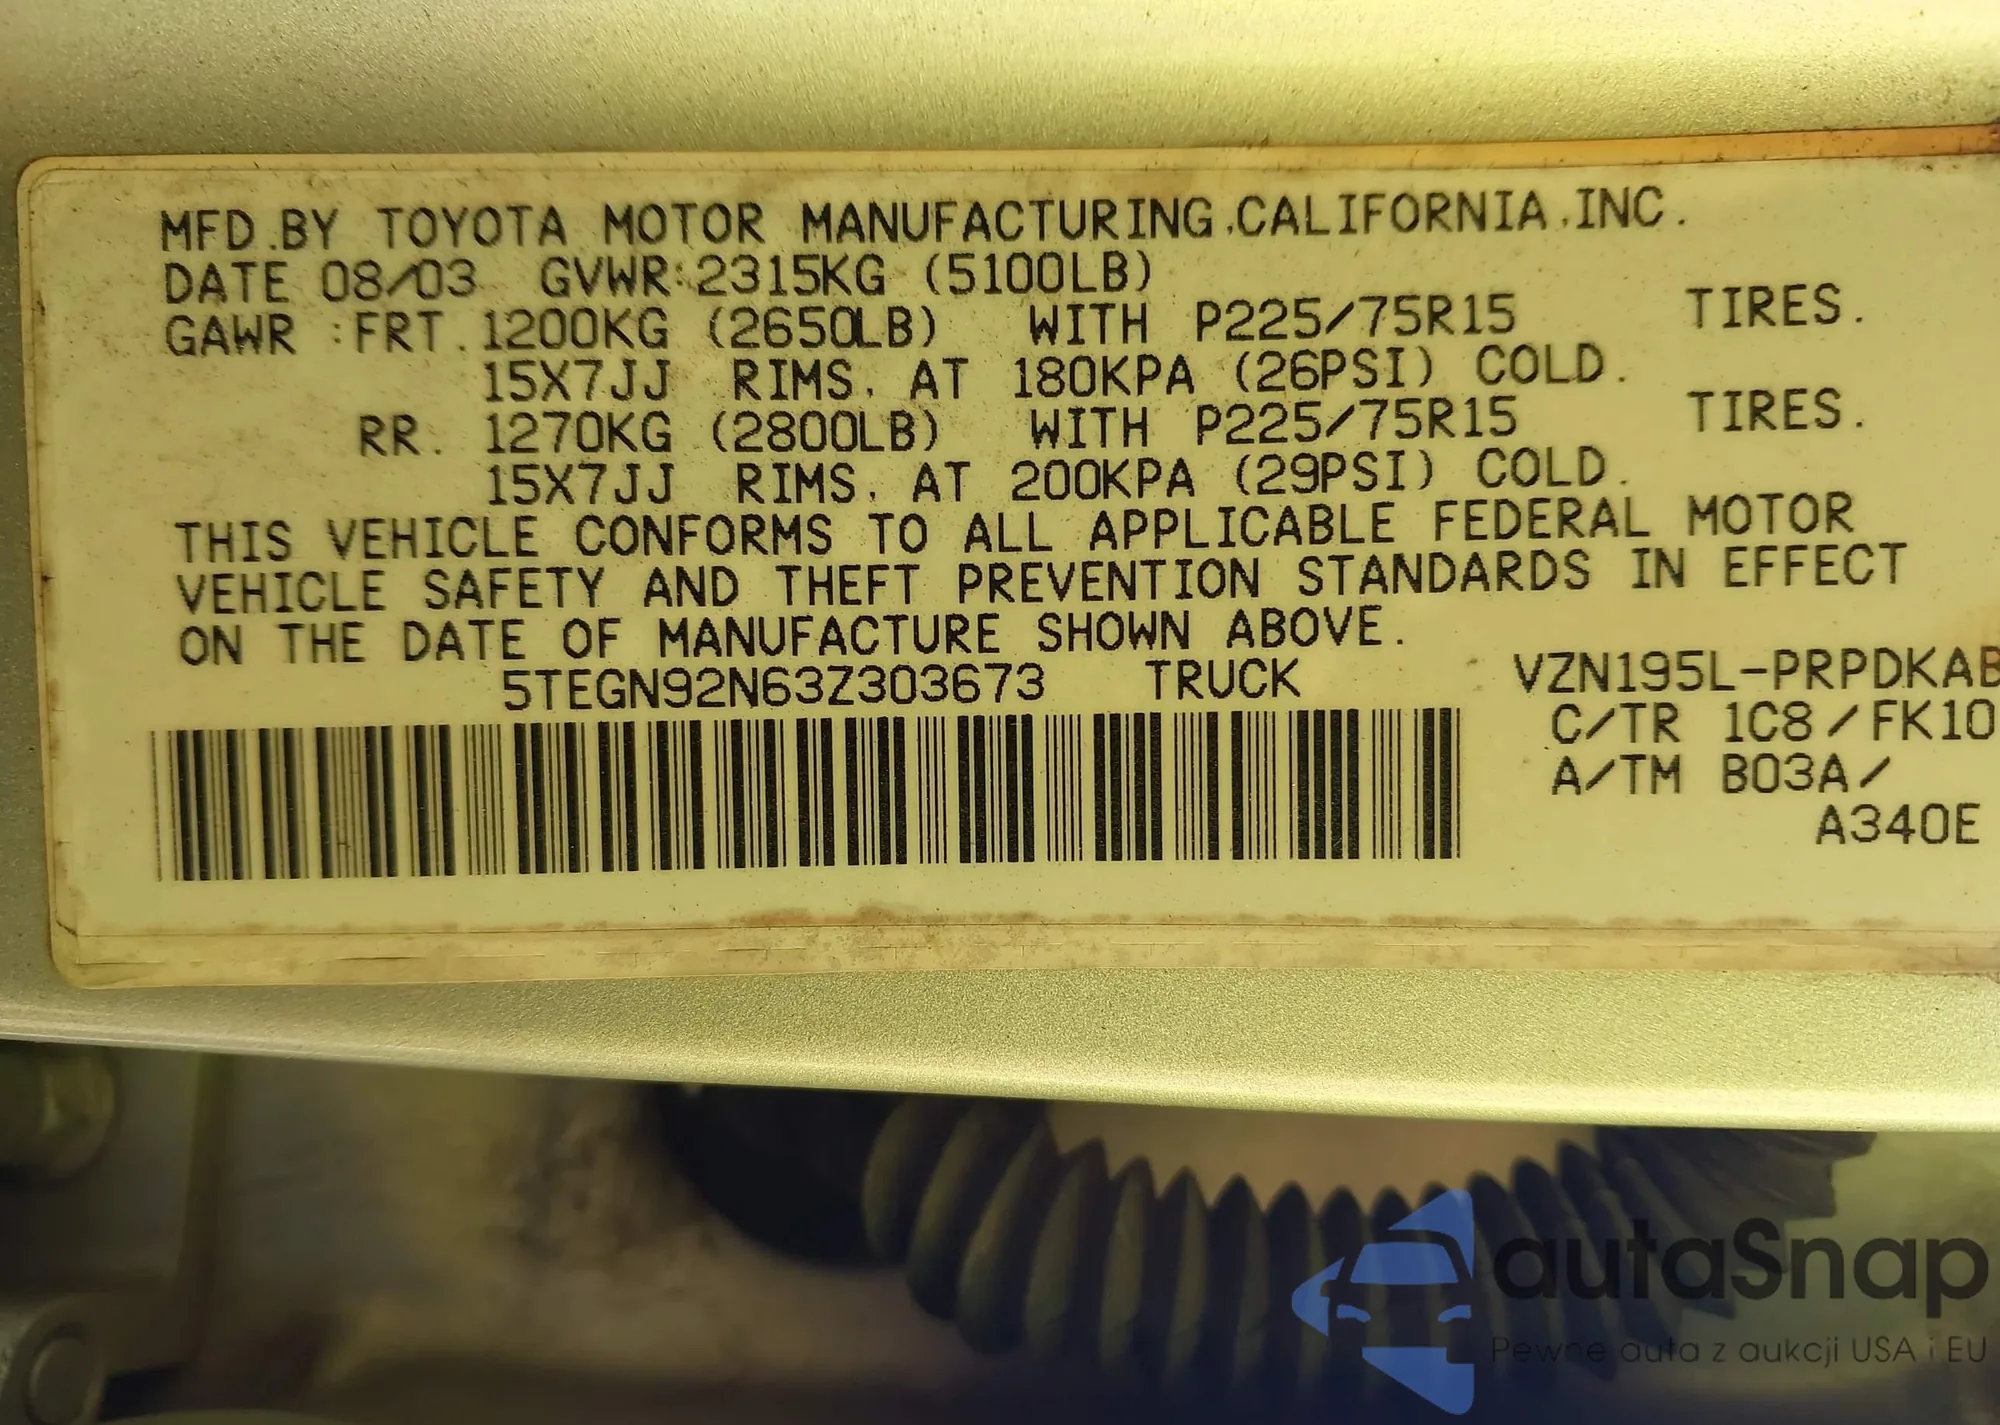 MFD.BY TOYOTA MOTOR MANUFACTURING,CALIFORNIA,INC.
DATE 08/03 GVWR:2315KG (5100LB)
GAWR :FRT. 1200KG (2650LB) WITH P225/75R15 TIRES.
15X7JJ RIMS, AT 180KPA (26PSI) COLD.
RR. 1270KG (2800LB) WITH P225/75R15 TIRES.
15X7JJ RIMS, AT 200KPA (29PSI) COLD.
THIS VEHICLE CONFORMS TO ALL APPLICABLE FEDERAL MOTOR
VEHICLE SAFETY AND THEFT PREVENTION STANDARDS IN EFFECT
ON THE DATE OF MANUFACTURE SHOWN ABOVE.
5TEGN92N63Z303673 TRUCK VZN195L-PRPDKAB
C/TR 1C8/FK10
A/TM B03A/
A340E
autaSnap
Pewne auta z aukcji USA i EU